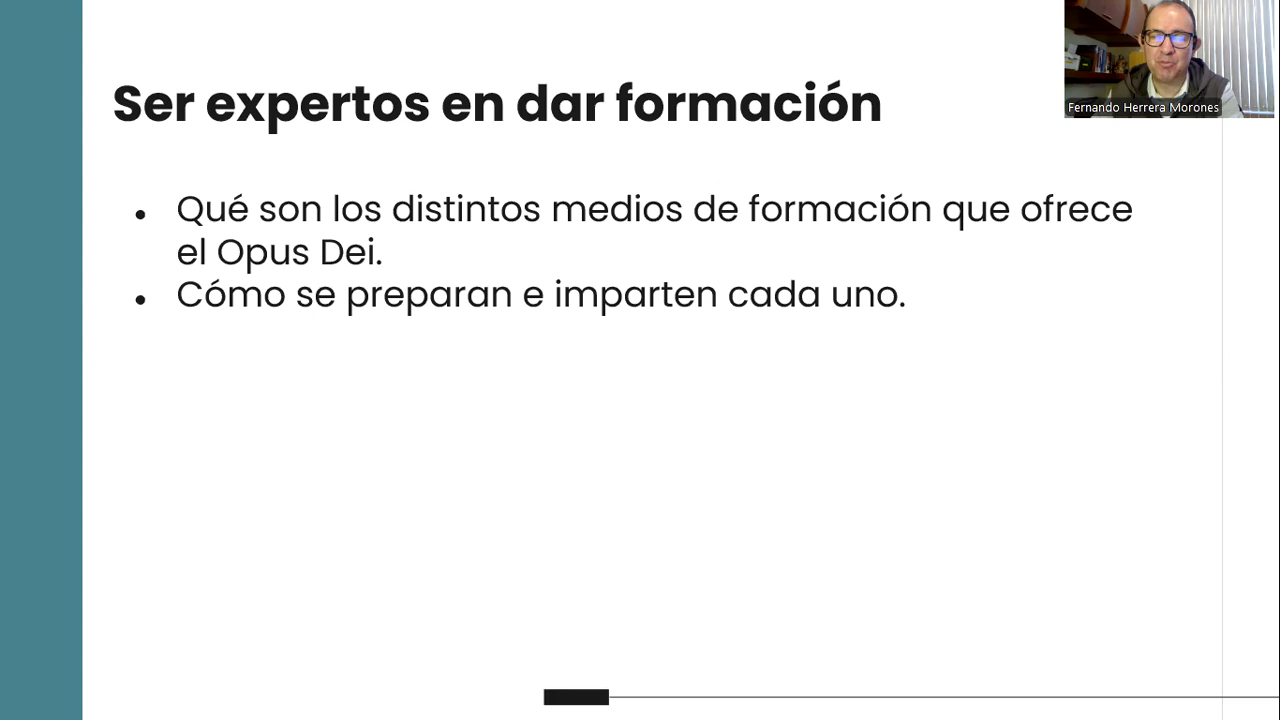 Ser expertos en dar formación
Fernando Herrera Morones
• Qué son los distintos medios de formación que ofrece
el Opus Dei.
• Cómo se preparan e imparten cada uno.